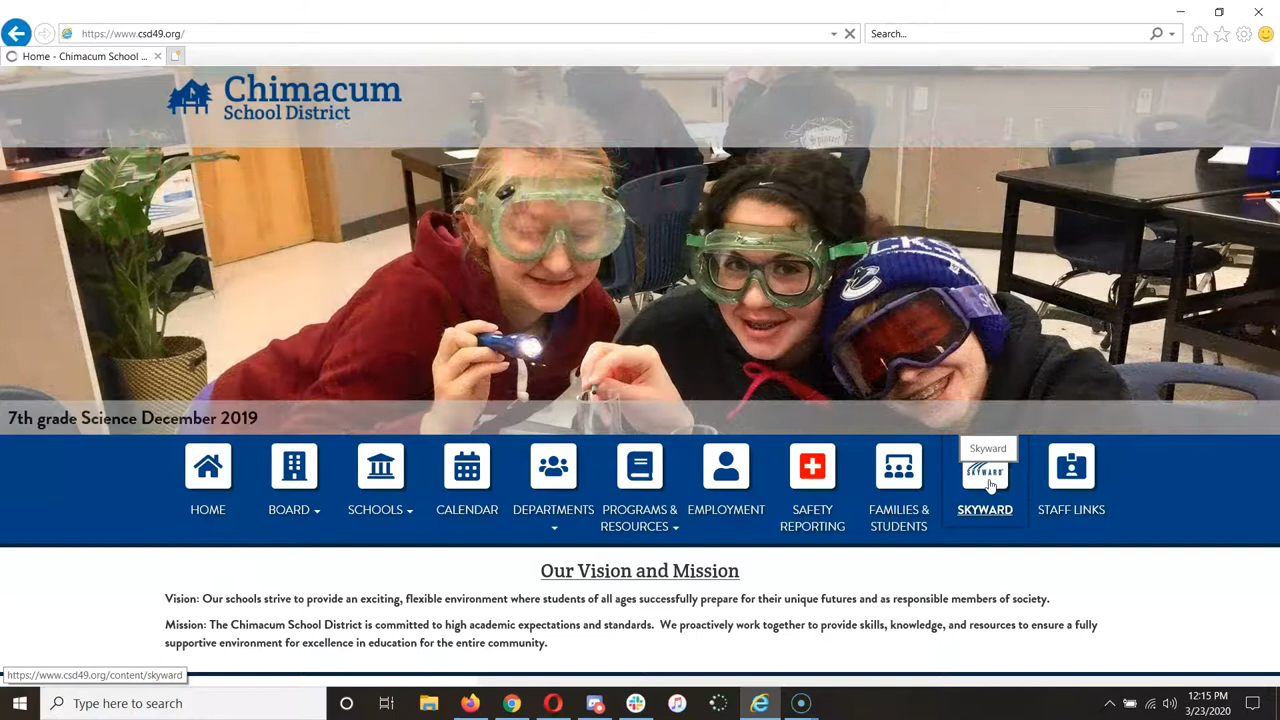 https://www.csd49.org/
Search...
Home - Chimacum School ...
Chimacum
School District
7th grade Science December 2019
Skyward
SKYWARD
HOME
BOARD
SCHOOLS
CALENDAR
DEPARTMENTS
PROGRAMS &
RESOURCES
EMPLOYMENT
SAFETY
REPORTING
FAMILIES &
STUDENTS
SKYWARD
STAFF LINKS
Our Vision and Mission
Vision: Our schools strive to provide an exciting, flexible environment where students of all ages successfully prepare for their unique futures and as responsible members of society.
Mission: The Chimacum School District is committed to high academic expectations and standards.  We proactively work together to provide skills, knowledge, and resources to ensure a fully
supportive environment for excellence in education for the entire community.
https://www.csd49.org/content/skyward
Type here to search
12:15 PM
3/23/2020